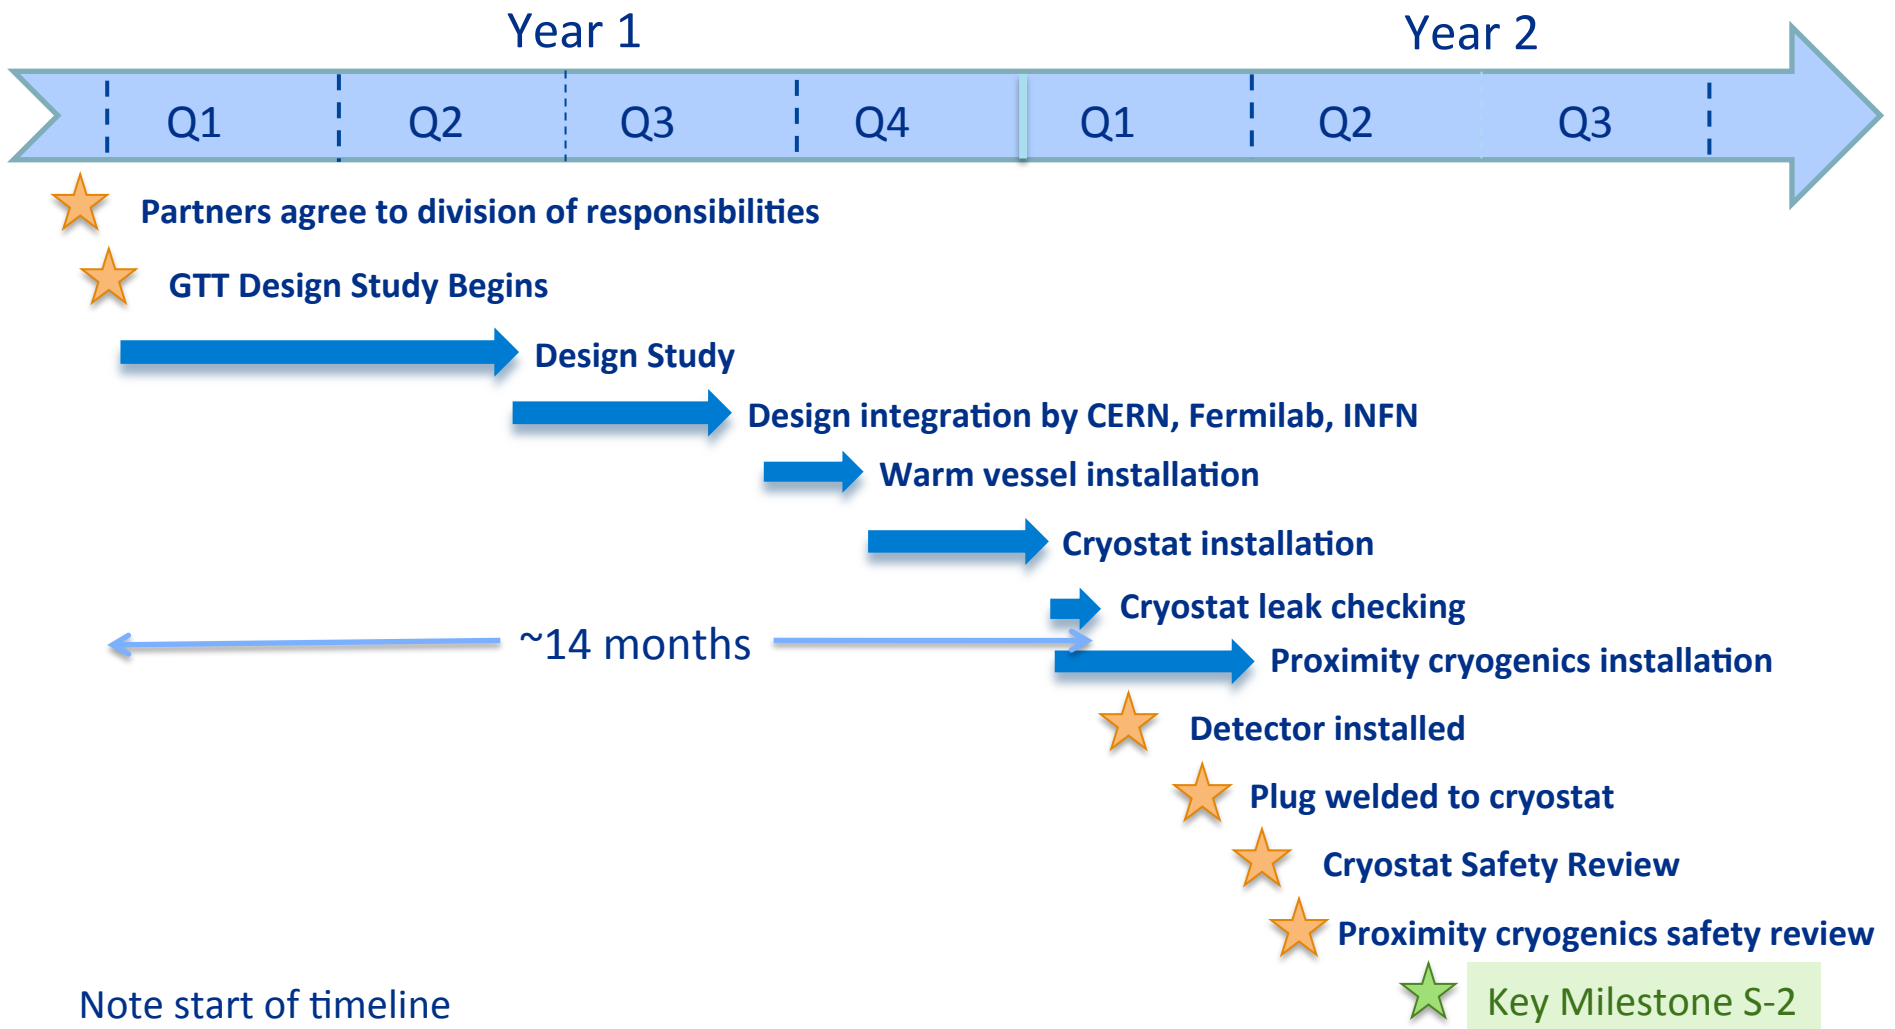 Year 1
Year 2
Q1
Q2
Q3
Q4
Q1
Q2
Q3
Partners agree to division of responsibilities
GTT Design Study Begins
Design Study
Design integration by CERN, Fermilab, INFN
Warm vessel installation
Cryostat installation
Cryostat leak checking
~14 months
Proximity cryogenics installation
Detector installed
Plug welded to cryostat
Cryostat Safety Review
Proximity cryogenics safety review
Note start of timeline
Key Milestone S-2